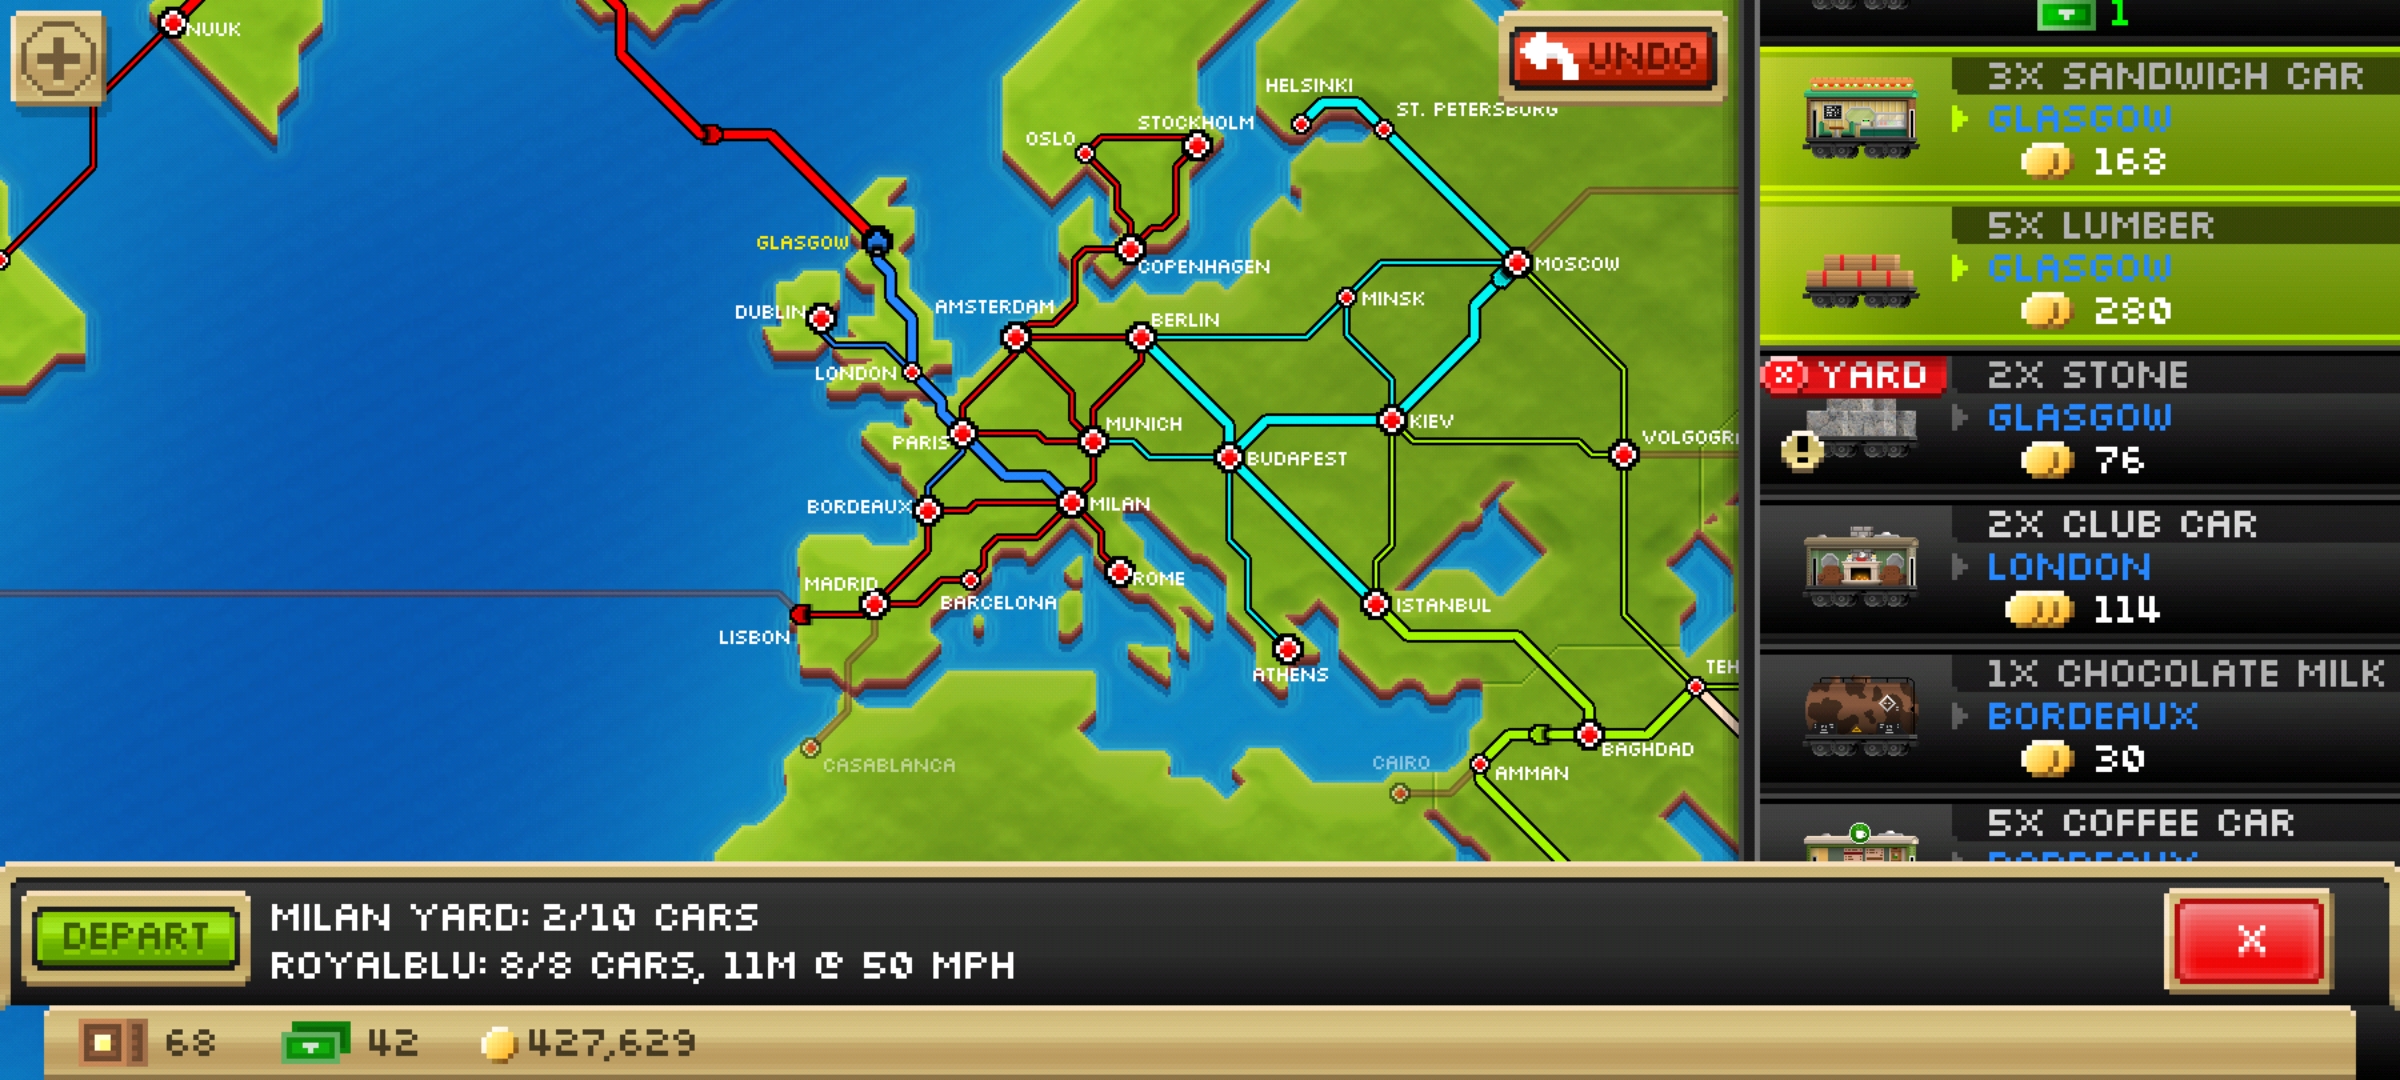 NUUK
UNDO
HELSINKI
ST. PETERSBURG
STOCKHOLM
OSLO
GLASGOW
COPENHAGEN
MOSCOW
MINSK
AMSTERDAM
DUBLIN
BERLIN
LONDON
MUNICH
KIEV
PARIS
VOLGOGR
BUDAPEST
BORDEAUX
MILAN
MADRID
ROME
BARCELONA
ISTANBUL
LISBON
ATHENS
TEH
BAGHDAD
CASABLANCA
CAIRO
AMMAN
1
3X SANDWICH CAR
GLASGOW
168
5X LUMBER
GLASGOW
280
YARD
2X STONE
GLASGOW
76
2X CLUB CAR
LONDON
114
1X CHOCOLATE MILK
BORDEAUX
30
5X COFFEE CAR
BORDEAUX
DEPART
MILAN YARD: 2/10 CARS
ROYALBLU: 8/8 CARS, 11M @ 50 MPH
X
68
42
427,629